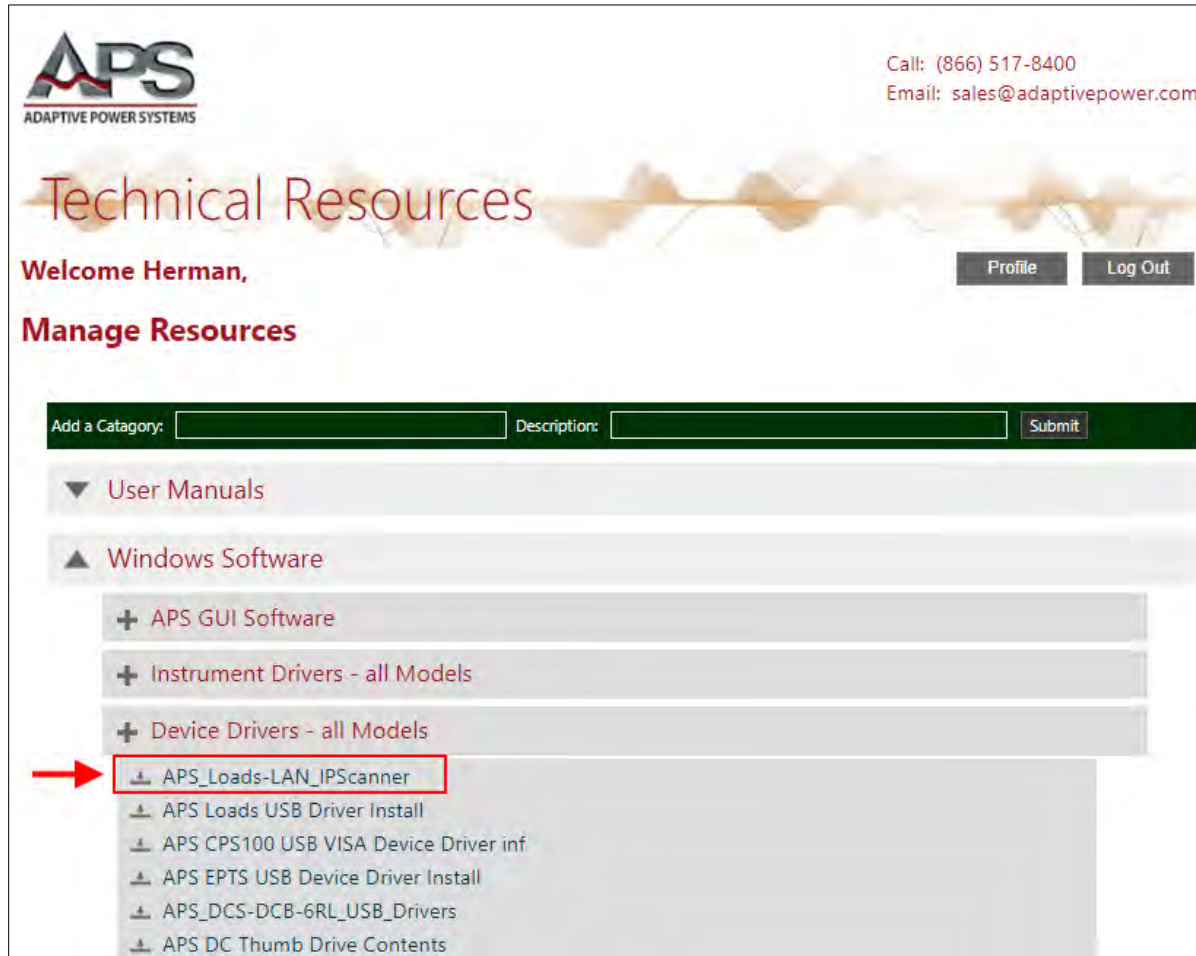 APS
ADAPTIVE POWER SYSTEMS
Call: (866) 517-8400
Email: sales@adaptivepower.com
Technical Resources
Welcome Herman,
Profile
Log Out
Manage Resources
Add a Catagory:
Description:
Submit
User Manuals
Windows Software
APS GUI Software
Instrument Drivers - all Models
Device Drivers - all Models
APS_Loads-LAN_IPScanner
APS Loads USB Driver Install
APS CPS100 USB VISA Device Driver inf
APS EPTS USB Device Driver Install
APS_DCS-DCB-6RL_USB_Drivers
APS DC Thumb Drive Contents